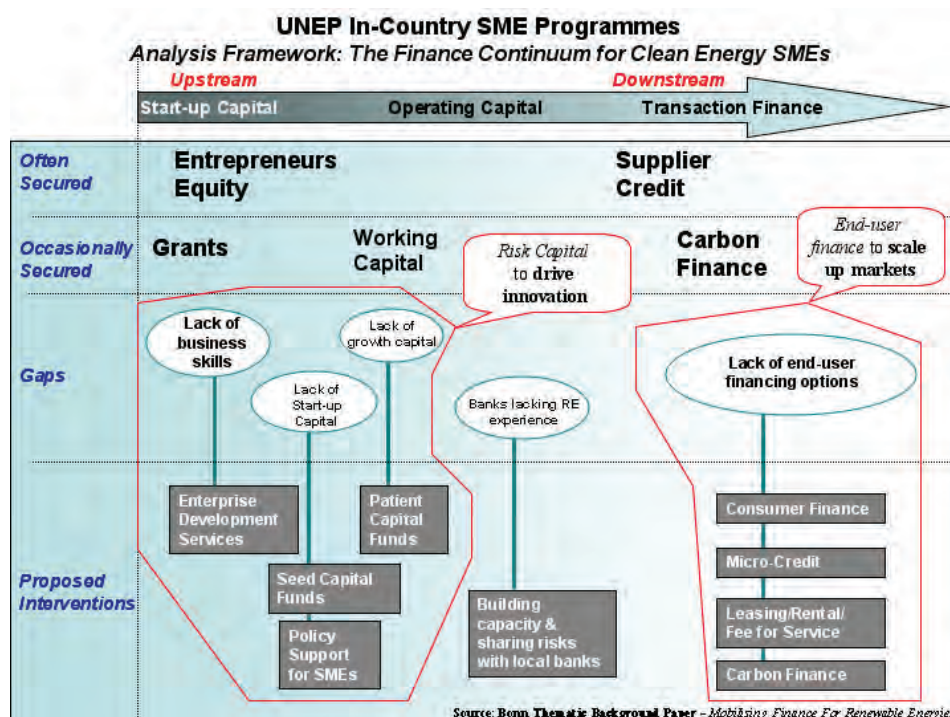 UNEP In-Country SME Programmes
Analysis Framework: The Finance Continuum for Clean Energy SMEs
Upstream
Downstream
Start-up Capital
Operating Capital
Transaction Finance
Often
Secured
Entrepreneurs
Equity
Supplier
Credit
Occasionally
Secured
Grants
Working
Capital
Risk Capital
to drive
innovation
Carbon
Finance
End-user
finance to scale
up markets
Gaps
Lack of
business
skills
Lack of
Start-up
Capital
Lack of
growth capital
Banks lacking RE
experience
Lack of end-user
financing options
Proposed
Interventions
Enterprise
Development
Services
Seed Capital
Funds
Policy
Support
for SMEs
Patient
Capital
Funds
Building
capacity &
sharing risks
with local banks
Consumer Finance
Micro-Credit
Leasing/Rental/
Fee for Service
Carbon Finance
Source: Bonn Thematic Background Paper – Mobilising Finance For Renewable Energie